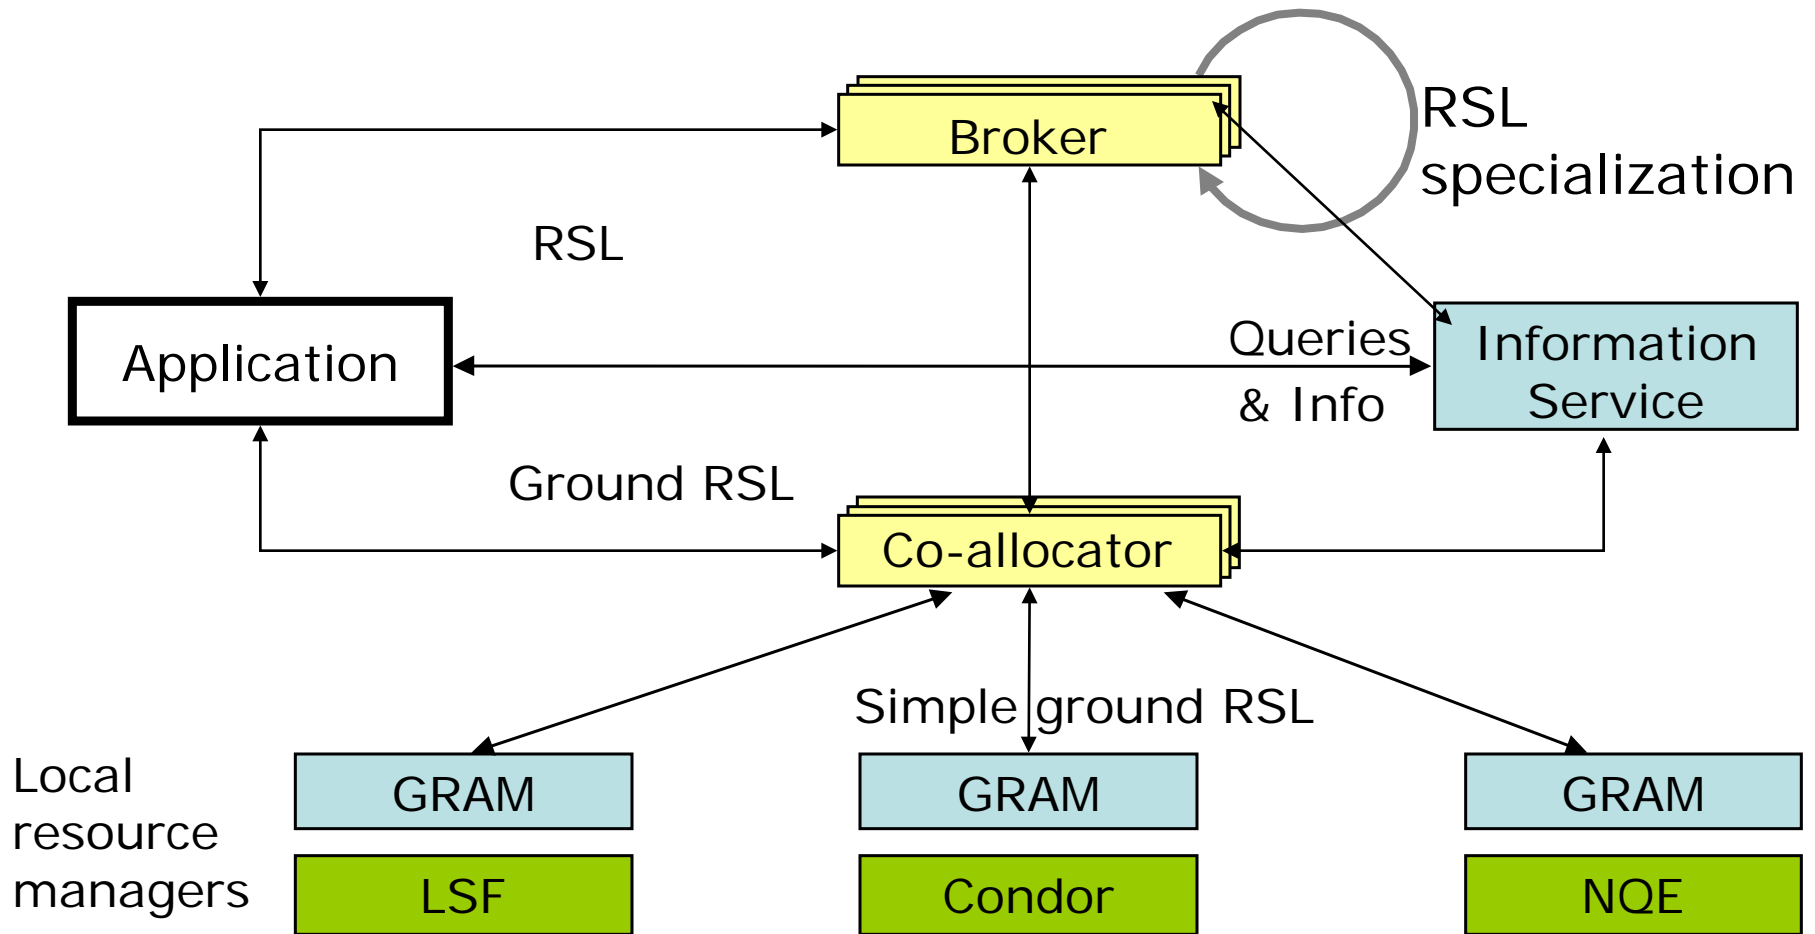 Broker
RSL
specialization
RSL
Application
Queries
& Info
Information
Service
Ground RSL
Co-allocator
Simple ground RSL
Local
resource
managers
GRAM
GRAM
GRAM
LSF
Condor
NQE